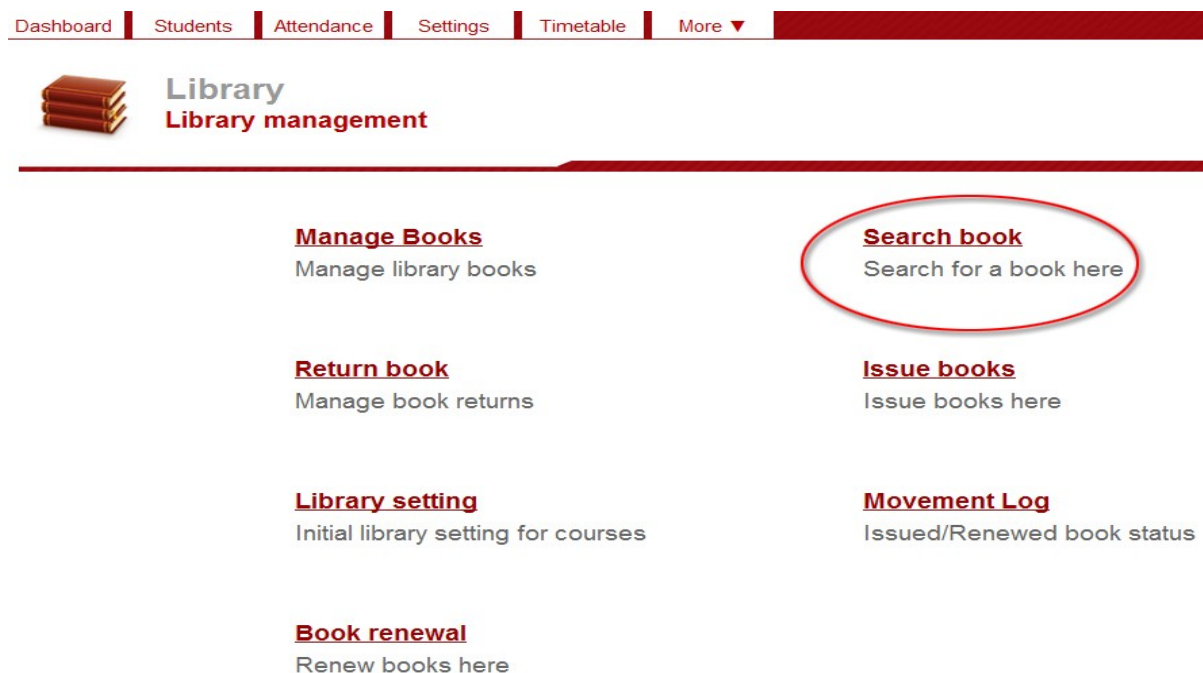 Dashboard Students Attendance Settings Timetable More ▼
Library
Library management
Manage Books
Manage library books
Search book
Search for a book here
Return book
Manage book returns
Issue books
Issue books here
Library setting
Initial library setting for courses
Movement Log
Issued/Renewed book status
Book renewal
Renew books here